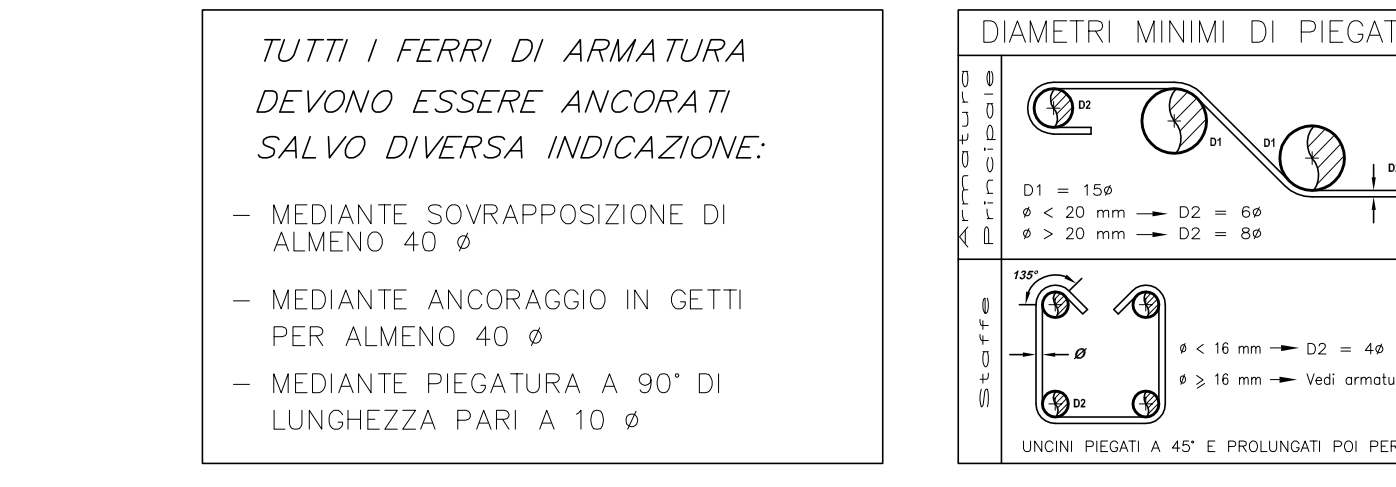 TUTTI I FERRI DI ARMATURA
DEVONO ESSERE ANCORATI
SALVO DIVERSA INDICAZIONE:
– MEDIANTE SOVRAPPOSIZIONE DI
ALMENO 40 ø
– MEDIANTE ANCORAGGIO IN GETTI
PER ALMENO 40 ø
– MEDIANTE PIEGATURA A 90° DI
LUNGHEZZA PARI A 10 ø
DIAMETRI MINIMI DI PIEGAT
Armatura
Principale
D2
D1
D1
D1 = 15ø
ø < 20 mm → D2 = 6ø
ø > 20 mm → D2 = 8ø
Staffe
135°
Ø
D2
ø < 16 mm → D2 = 4ø
ø ⩾ 16 mm → Vedi armatu
UNCINI PIEGATI A 45° E PROLUNGATI POI PER